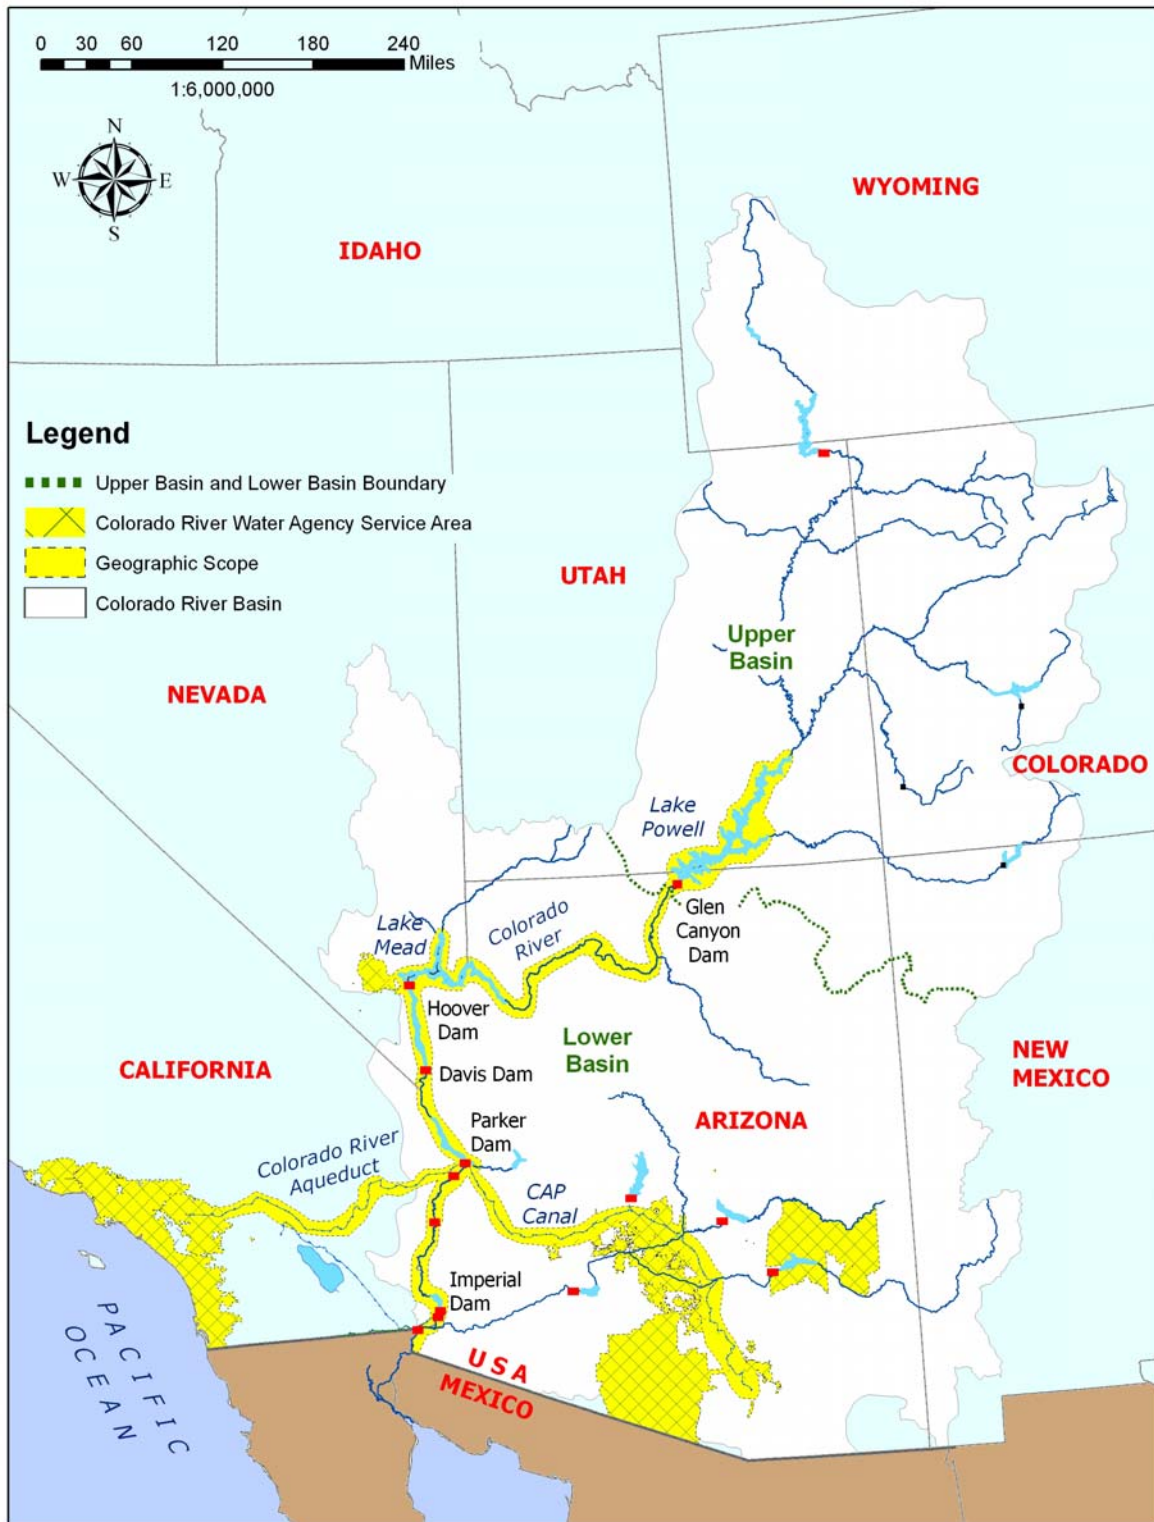 0 30 60 120 180 240
Miles
1:6,000,000
N
W E
S
WYOMING
IDAHO
Legend
Upper Basin and Lower Basin Boundary
Colorado River Water Agency Service Area
Geographic Scope
Colorado River Basin
UTAH
Upper
Basin
NEVADA
COLORADO
Lake
Powell
Glen
Canyon
Dam
Lake
Mead
Colorado
River
Hoover
Dam
Lower
Basin
NEW
MEXICO
CALIFORNIA
Davis Dam
ARIZONA
Parker
Dam
Colorado River
Aqueduct
CAP
Canal
Imperial
Dam
PACIFIC
OCEAN
USA
MEXICO